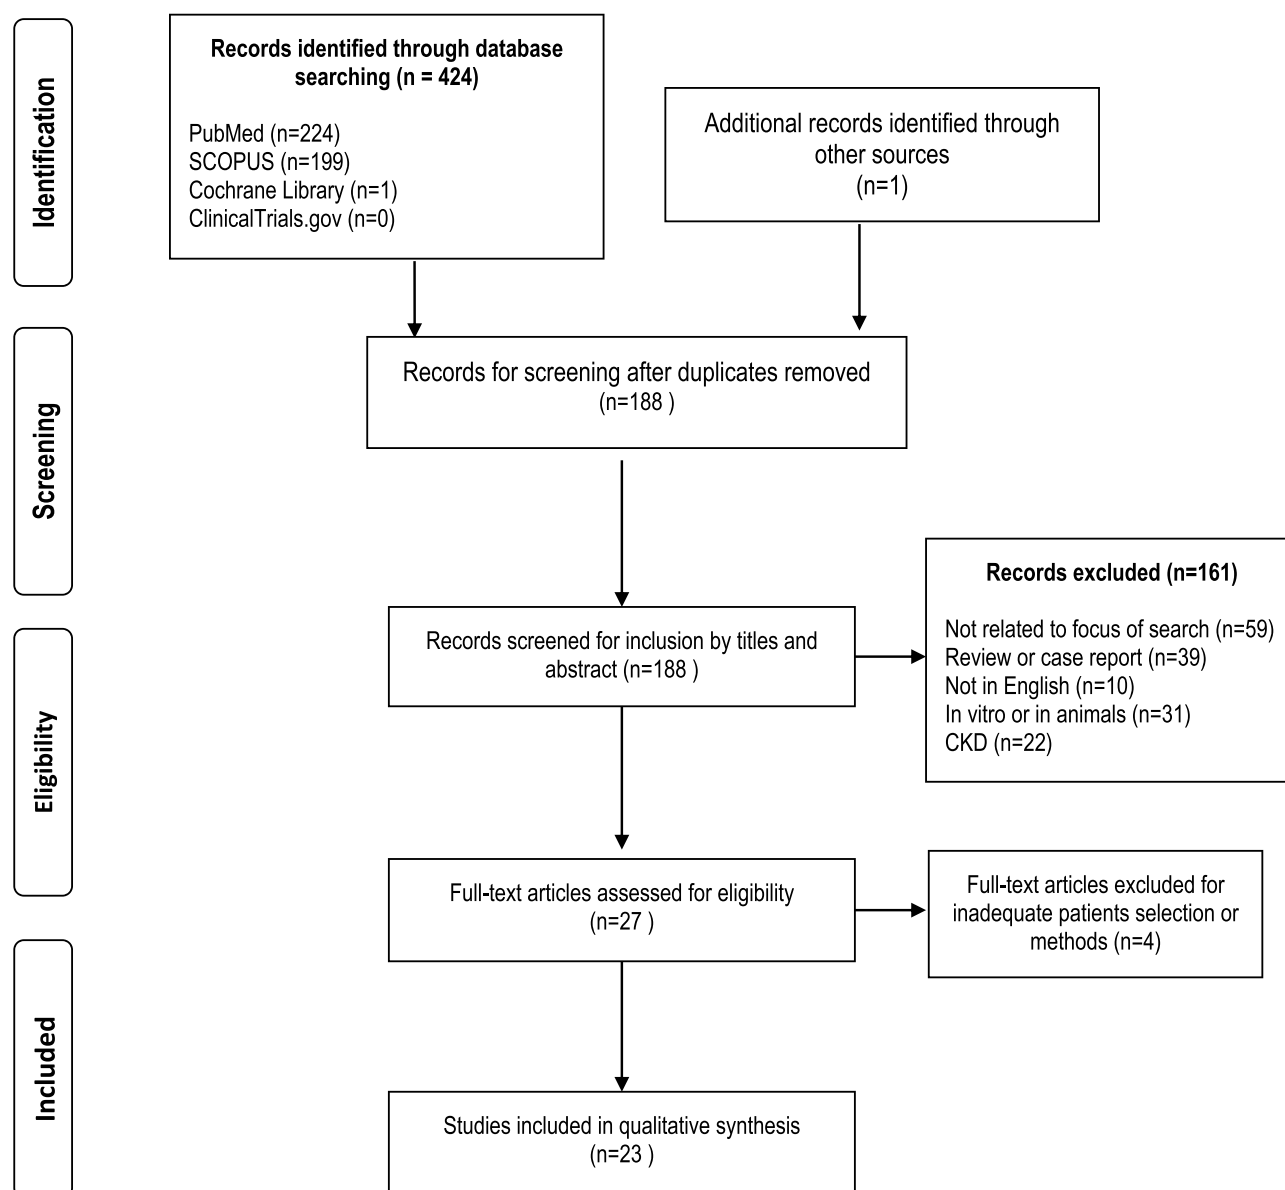 Identification
Records identified through database
searching (n = 424)
PubMed (n=224)
SCOPUS (n=199)
Cochrane Library (n=1)
ClinicalTrials.gov (n=0)
Additional records identified through
other sources
(n=1)
Screening
Records for screening after duplicates removed
(n=188 )
Eligibility
Records screened for inclusion by titles and
abstract (n=188 )
Records excluded (n=161)
Not related to focus of search (n=59)
Review or case report (n=39)
Not in English (n=10)
In vitro or in animals (n=31)
CKD (n=22)
Full-text articles assessed for eligibility
(n=27 )
Full-text articles excluded for
inadequate patients selection or
methods (n=4)
Included
Studies included in qualitative synthesis
(n=23 )